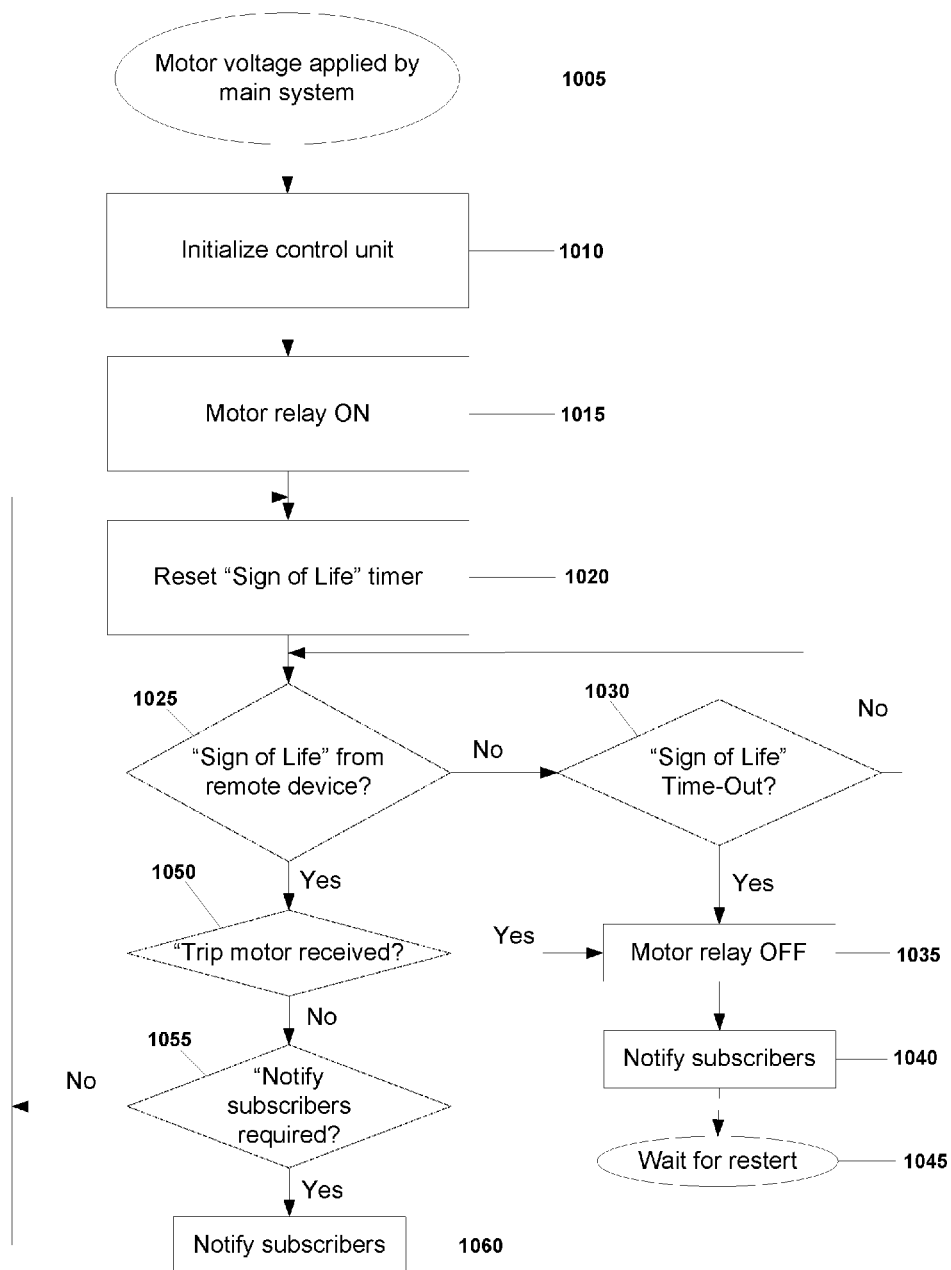 Motor voltage applied by
main system
1005
Initialize control unit
1010
Motor relay ON
1015
Reset “Sign of Life” timer
1020
1025
“Sign of Life” from
remote device?
No
1030
“Sign of Life”
Time-Out?
No
Yes
Yes
1050
“Trip motor received?
Yes
Motor relay OFF
1035
No
1055
“Notify
subscribers
required?
No
Notify subscribers
1040
Wait for restert
1045
Yes
Notify subscribers
1060